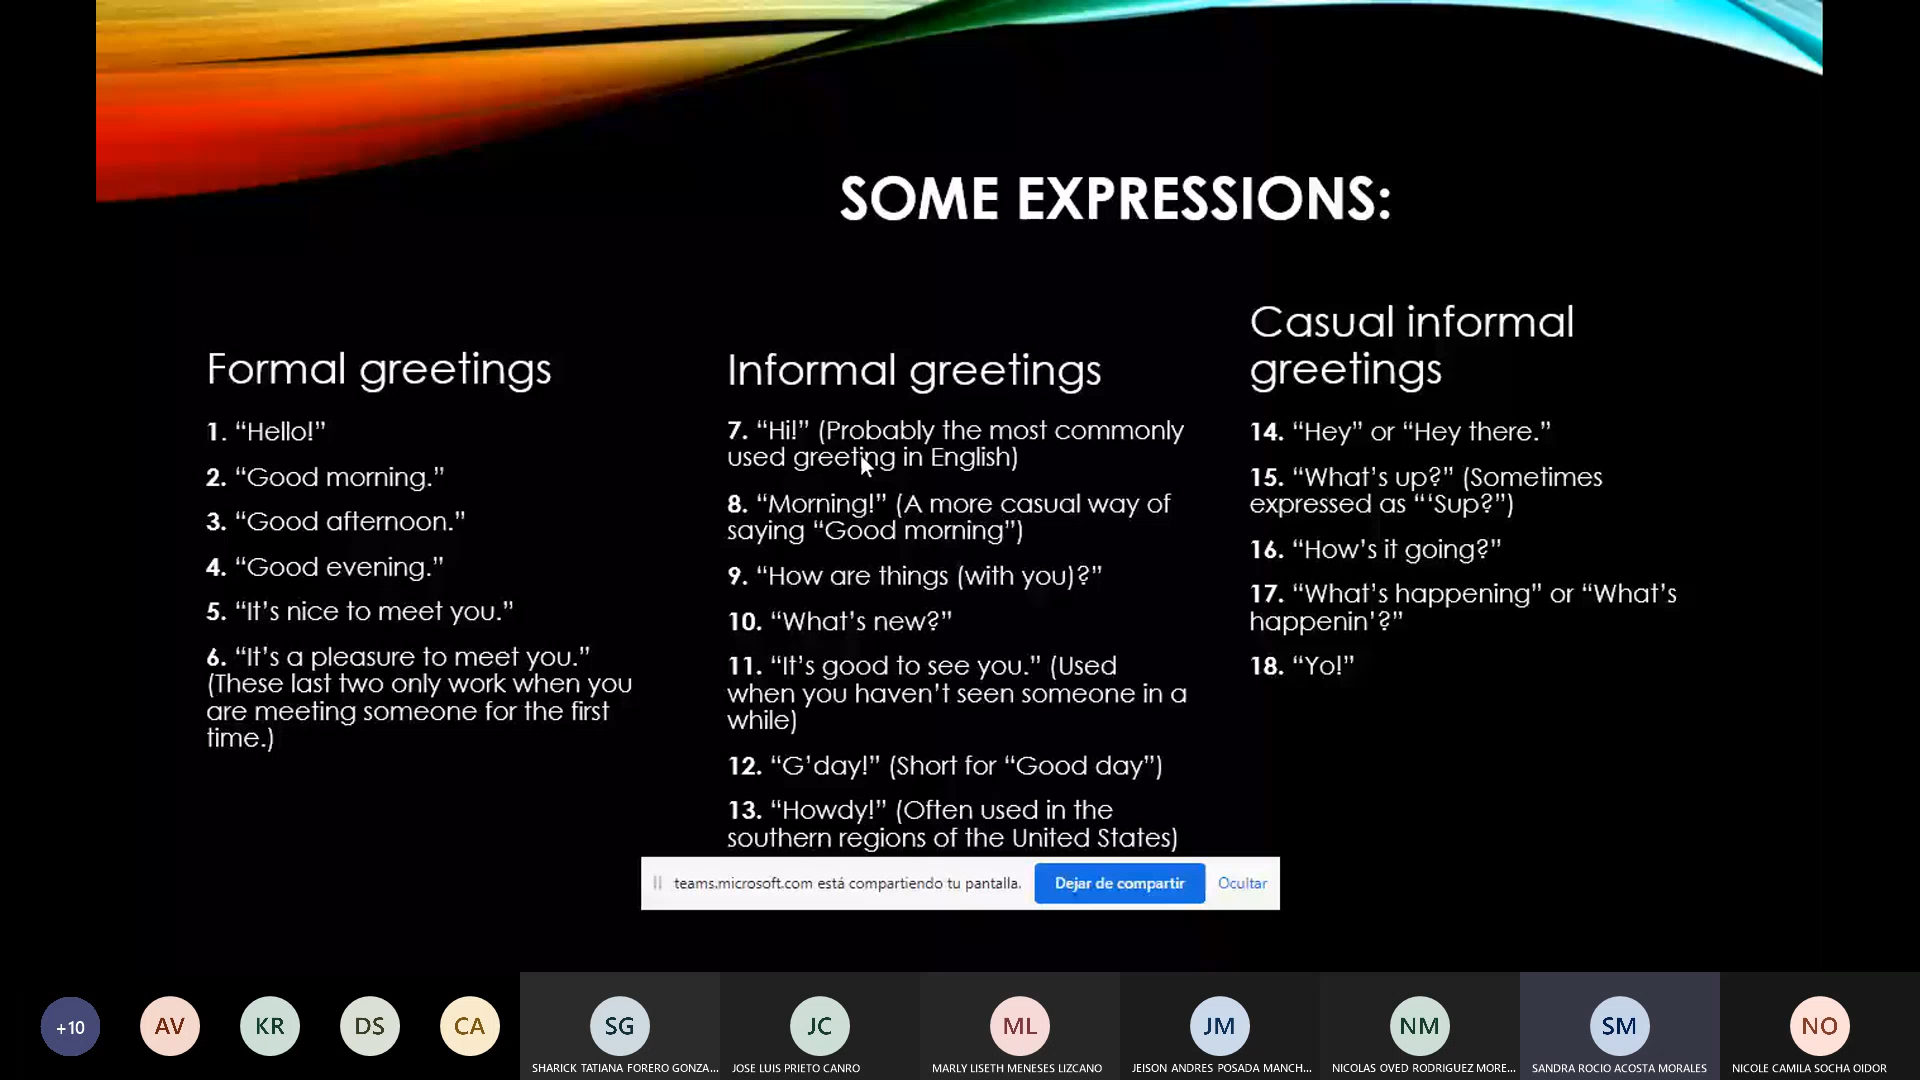 SOME EXPRESSIONS:
Formal greetings
1. “Hello!”
2. “Good morning.”
3. “Good afternoon.”
4. “Good evening.”
5. “It’s nice to meet you.”
6. “It’s a pleasure to meet you.”
(These last two only work when you
are meeting someone for the first
time.)
Informal greetings
7. “Hi!” (Probably the most commonly
used greeting in English)
8. “Morning!” (A more casual way of
saying “Good morning”)
9. “How are things (with you)?”
10. “What’s new?”
11. “It’s good to see you.” (Used
when you haven’t seen someone in a
while)
12. “G’day!” (Short for “Good day”)
13. “Howdy!” (Often used in the
southern regions of the United States)
Casual informal
greetings
14. “Hey” or “Hey there.”
15. “What’s up?” (Sometimes
expressed as “‘Sup?”)
16. “How’s it going?”
17. “What’s happening” or “What’s
happenin’?”
18. “Yo!”
teams.microsoft.com está compartiendo tu pantalla. Dejar de compartir Ocultar
+10 AV KR DS CA SG JC ML JM NM SM NO
SHARICK TATIANA FORERO GONZA... JOSE LUIS PRIETO CANRO MARLY LISETH MENESES LIZCANO JEISON ANDRES POSADA MANCH... NICOLAS OVED RODRIGUEZ MORE... SANDRA ROCIO ACOSTA MORALES NICOLE CAMILA SOCHA OIDOR